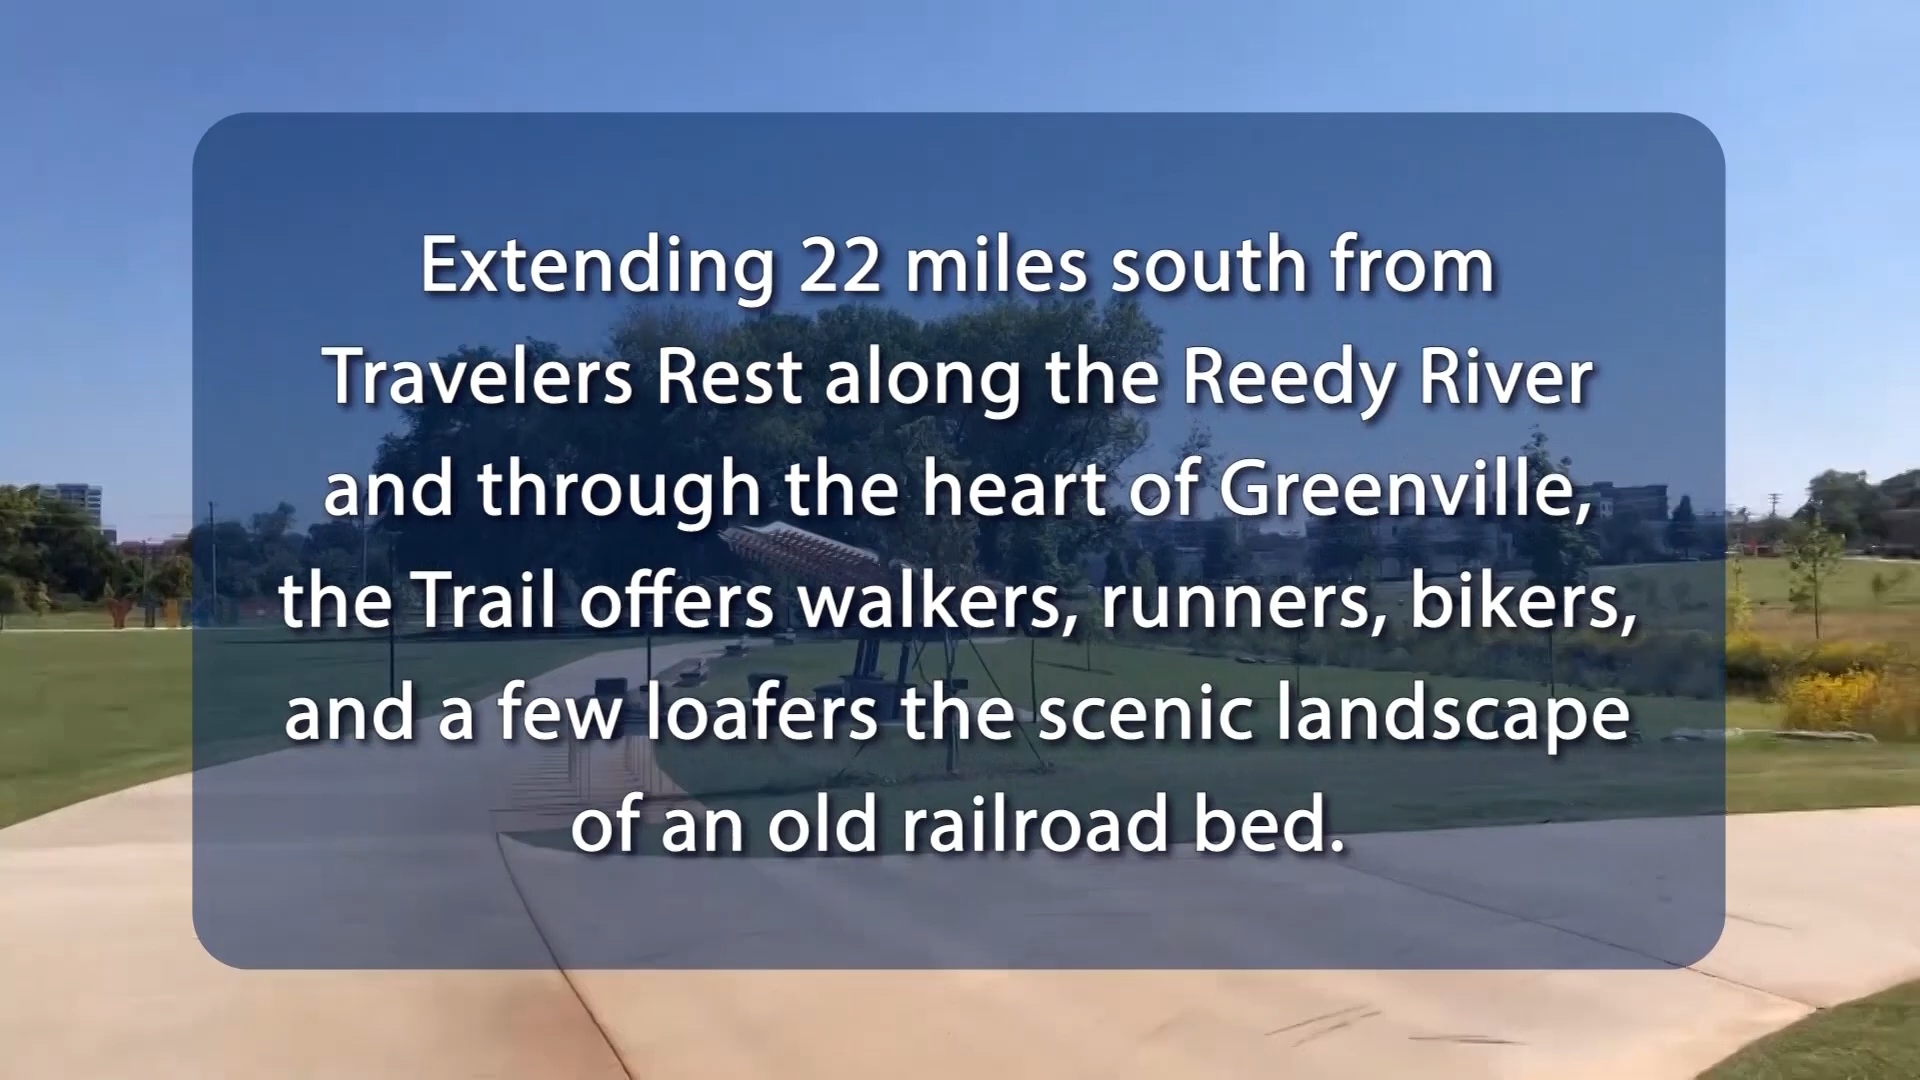 Extending 22 miles south from
Travelers Rest along the Reedy River
and through the heart of Greenville,
the Trail offers walkers, runners, bikers,
and a few loafers the scenic landscape
of an old railroad bed.